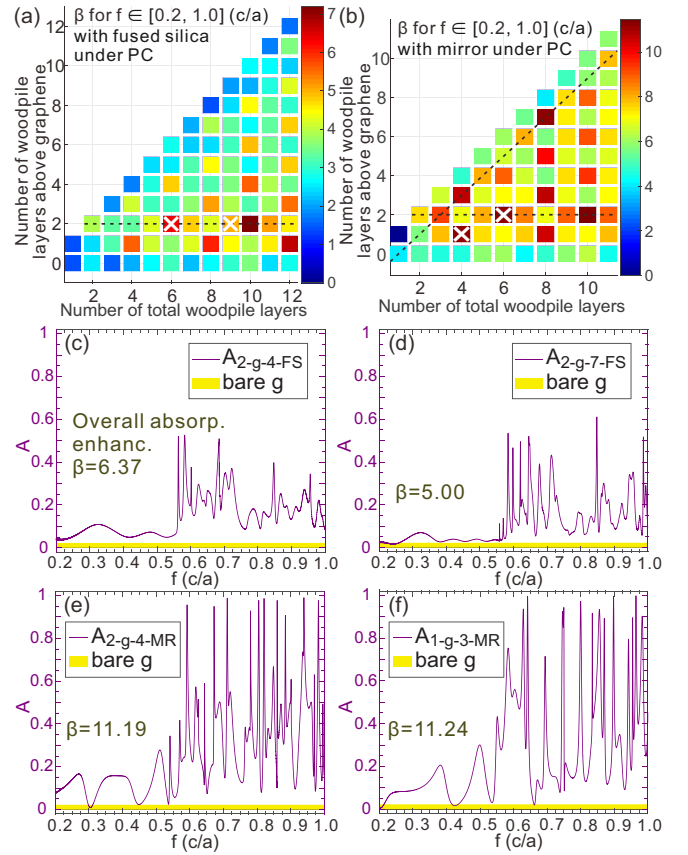 (a)
β for f ∈ [0.2, 1.0] (c/a)
with fused silica
under PC
12
10
8
6
4
2
0
Number of woodpile
layers above graphene
2 4 6 8 10 12
Number of total woodpile layers
7
6
5
4
3
2
1
0
(b)
β for f ∈ [0.2, 1.0] (c/a)
with mirror under PC
12
10
8
6
4
2
0
Number of woodpile
layers above graphene
2 4 6 8 10
Number of total woodpile layers
10
8
6
4
2
0
(c)
A2-g-4-FS
bare g
Overall absorp.
enhanc.
β=6.37
1
0.8
0.6
0.4
0.2
0
A
0.2 0.3 0.4 0.5 0.6 0.7 0.8 0.9 1.0
f (c/a)
(d)
A2-g-7-FS
bare g
β=5.00
1
0.8
0.6
0.4
0.2
0
A
0.2 0.3 0.4 0.5 0.6 0.7 0.8 0.9 1.0
f (c/a)
(e)
A2-g-4-MR
bare g
β=11.19
1
0.8
0.6
0.4
0.2
0
A
0.2 0.3 0.4 0.5 0.6 0.7 0.8 0.9 1.0
f (c/a)
(f)
A1-g-3-MR
bare g
β=11.24
1
0.8
0.6
0.4
0.2
0
A
0.2 0.3 0.4 0.5 0.6 0.7 0.8 0.9 1.0
f (c/a)